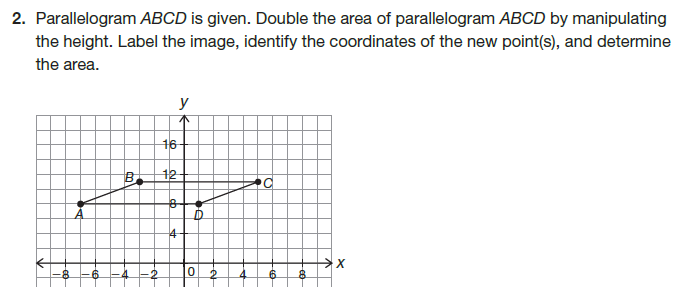 2. Parallelogram ABCD is given. Double the area of parallelogram ABCD by manipulating
the height. Label the image, identify the coordinates of the new point(s), and determine
the area.
y
16
B 12 C
A 8 D
4
-8 -6 -4 -2 0 2 4 6 8 x